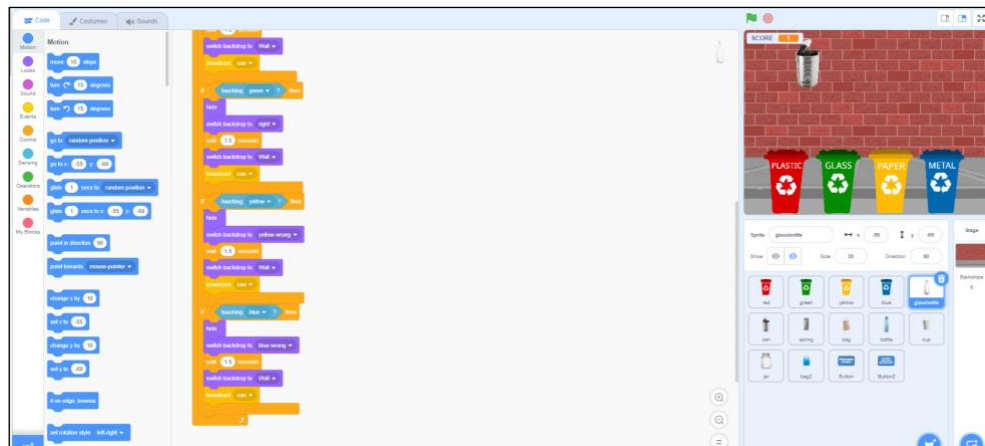 Code Costumes Sounds
Motion
Motion
Looks
Sound
Events
Control
Sensing
Operators
Variables
My Blocks
move 10 steps
turn 15 degrees
turn 15 degrees
go to random position
go to x: -55 y: -69
glide 1 secs to random position
glide 1 secs to x: -55 y: -69
point in direction 90
point towards mouse-pointer
change x by 10
set x to -55
change y by 10
set y to -69
if on edge, bounce
set rotation style left-right
switch backdrop to Wall
broadcast can
if touching green ? then
hide
switch backdrop to right
wait 1.5 seconds
switch backdrop to Wall
broadcast can
if touching yellow ? then
hide
switch backdrop to yellow wrong
wait 1.5 seconds
switch backdrop to Wall
broadcast can
if touching blue ? then
hide
switch backdrop to blue wrong
wait 1.5 seconds
switch backdrop to Wall
broadcast can
SCORE
PLASTIC GLASS PAPER METAL
Sprite glassbottle x -55 y -69
Show Size Direction 90
Stage
Backdrops
red green yellow blue glassbottle
can spring bag bottle cup
jar bag2 Button Button2